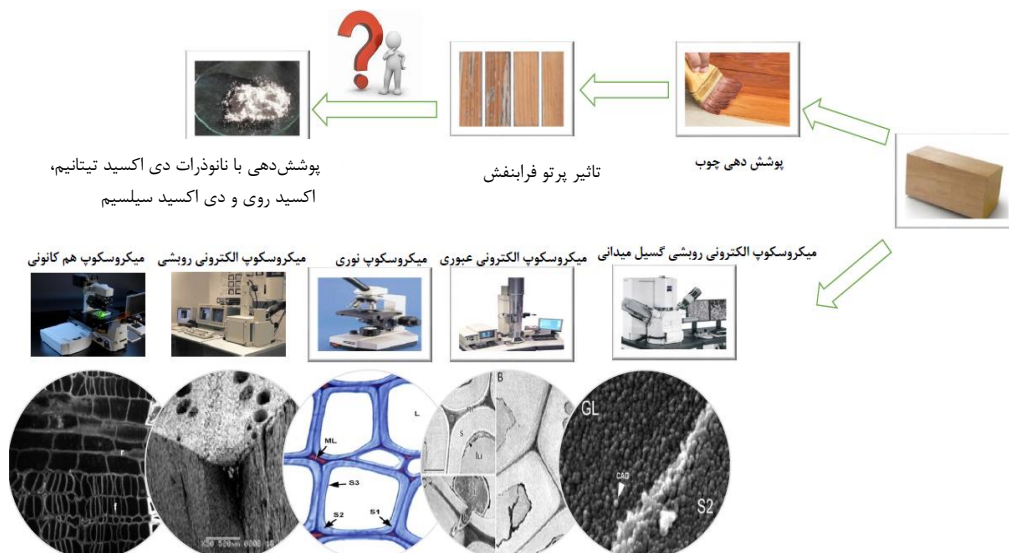 پوشش دهی چوب
تاثیر پرتو فرابنفش
پوشش‌دهی با نانوذرات دی اکسید تیتانیم،
اکسید روی و دی اکسید سیلسیم
میکروسکوپ الکترونی روبشی گسیل میدانی
میکروسکوپ الکترونی عبوری
میکروسکوپ نوری
میکروسکوپ الکترونی روبشی
میکروسکوپ هم کانونی
GL
CAQ
S2
B
S
lu
L
ML
S3
S2
S1
r
f